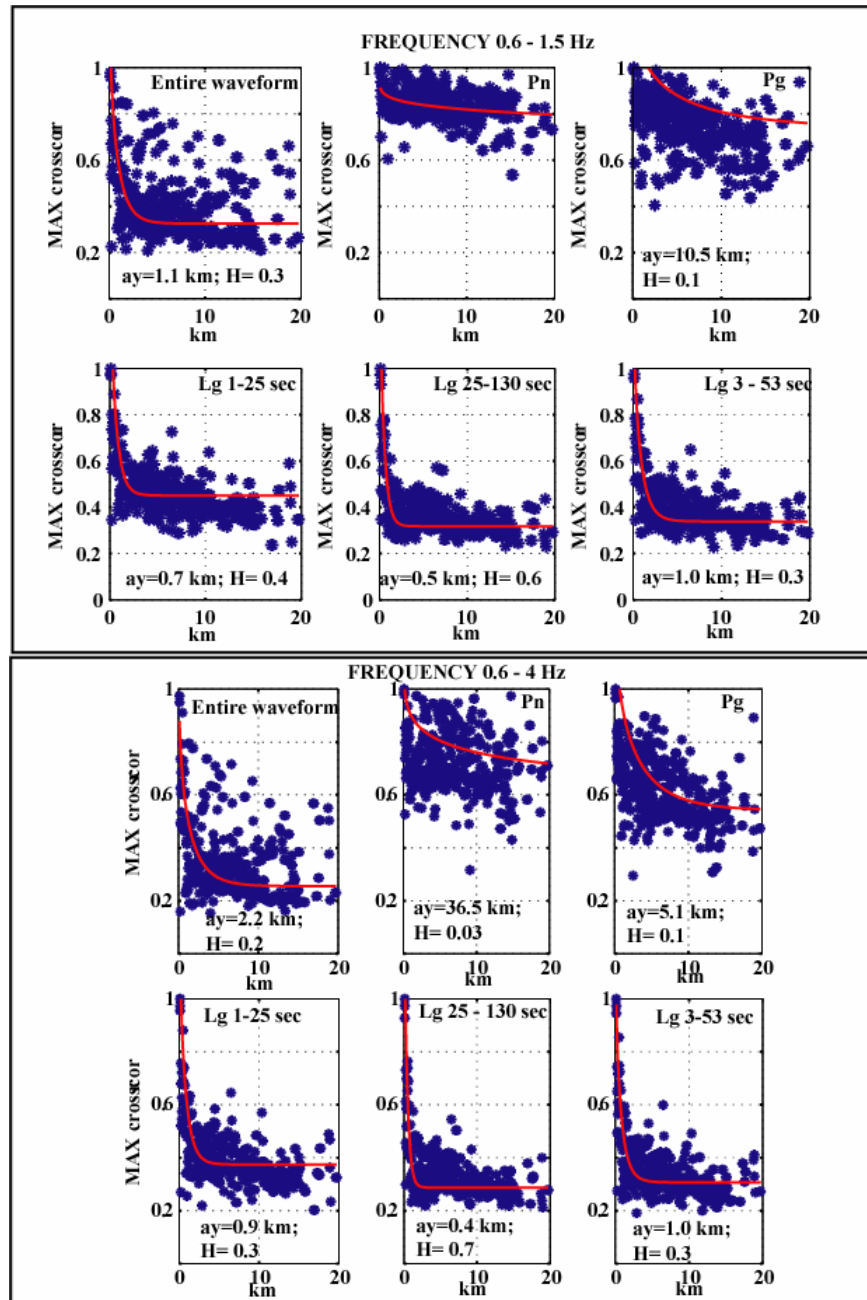 FREQUENCY 0.6 - 1.5 Hz
Entire waveform
Pn
Pg
MAX crosscor
MAX crosscor
MAX crosscor
1
0.6
0.2
1
0.6
0.2
1
0.6
0.2
ay=1.1 km; H= 0.3
ay=10.5 km;
H= 0.1
0 10 20
0 10 20
0 10 20
km
km
km
Lg 1-25 sec
Lg 25-130 sec
Lg 3 - 53 sec
MAX crosscor
MAX crosscor
MAX crosscor
1
0.8
0.6
0.4
0.2
0
1
0.8
0.6
0.4
0.2
0
1
0.8
0.6
0.4
0.2
0
ay=0.7 km; H= 0.4
ay=0.5 km; H= 0.6
ay=1.0 km; H= 0.3
0 10 20
0 10 20
0 10 20
km
km
km
FREQUENCY 0.6 - 4 Hz
Entire waveform
Pn
Pg
MAX crosscor
1
0.6
0.2
1
0.6
0.2
1
0.6
0.2
ay=2.2 km;
H= 0.2
ay=36.5 km;
H= 0.03
ay=5.1 km;
H= 0.1
0 10 20
0 10 20
0 10 20
km
km
km
Lg 1-25 sec
Lg 25 - 130 sec
Lg 3-53 sec
MAX crosscor
1
0.6
0.2
1
0.6
0.2
1
0.6
0.2
ay=0.9 km;
H= 0.3
ay=0.4 km;
H= 0.7
ay=1.0 km;
H= 0.3
0 10 20
0 10 20
0 10 20
km
km
km